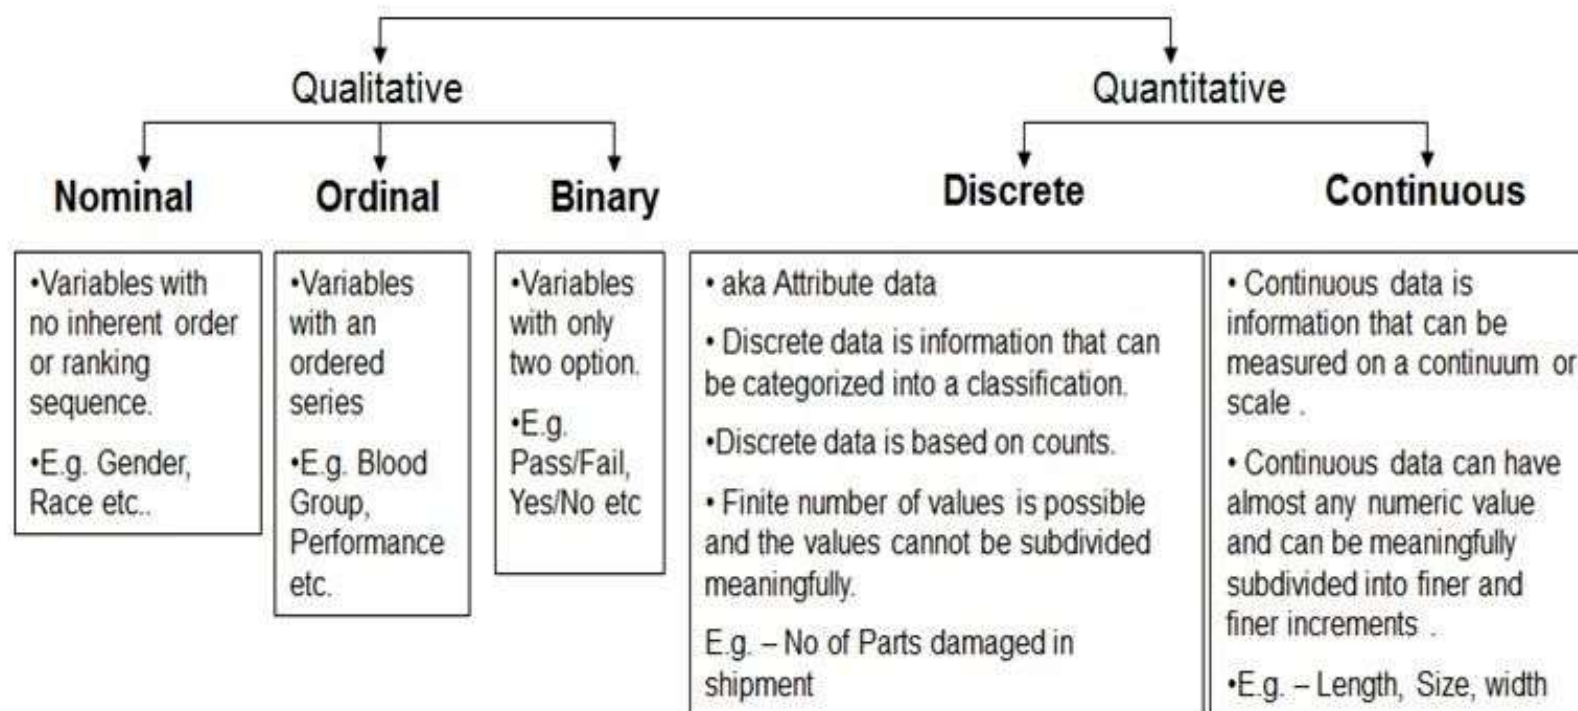 Qualitative
Quantitative
Nominal
Ordinal
Binary
Discrete
Continuous
•Variables with
no inherent order
or ranking
sequence.
•E.g. Gender,
Race etc..
•Variables
with an
ordered
series
•E.g. Blood
Group,
Performance
etc.
•Variables
with only
two option.
•E.g.
Pass/Fail,
Yes/No etc
• aka Attribute data
• Discrete data is information that can
be categorized into a classification.
•Discrete data is based on counts.
• Finite number of values is possible
and the values cannot be subdivided
meaningfully.
E.g. – No of Parts damaged in
shipment
• Continuous data is
information that can be
measured on a continuum or
scale .
• Continuous data can have
almost any numeric value
and can be meaningfully
subdivided into finer and
finer increments .
•E.g. – Length, Size, width